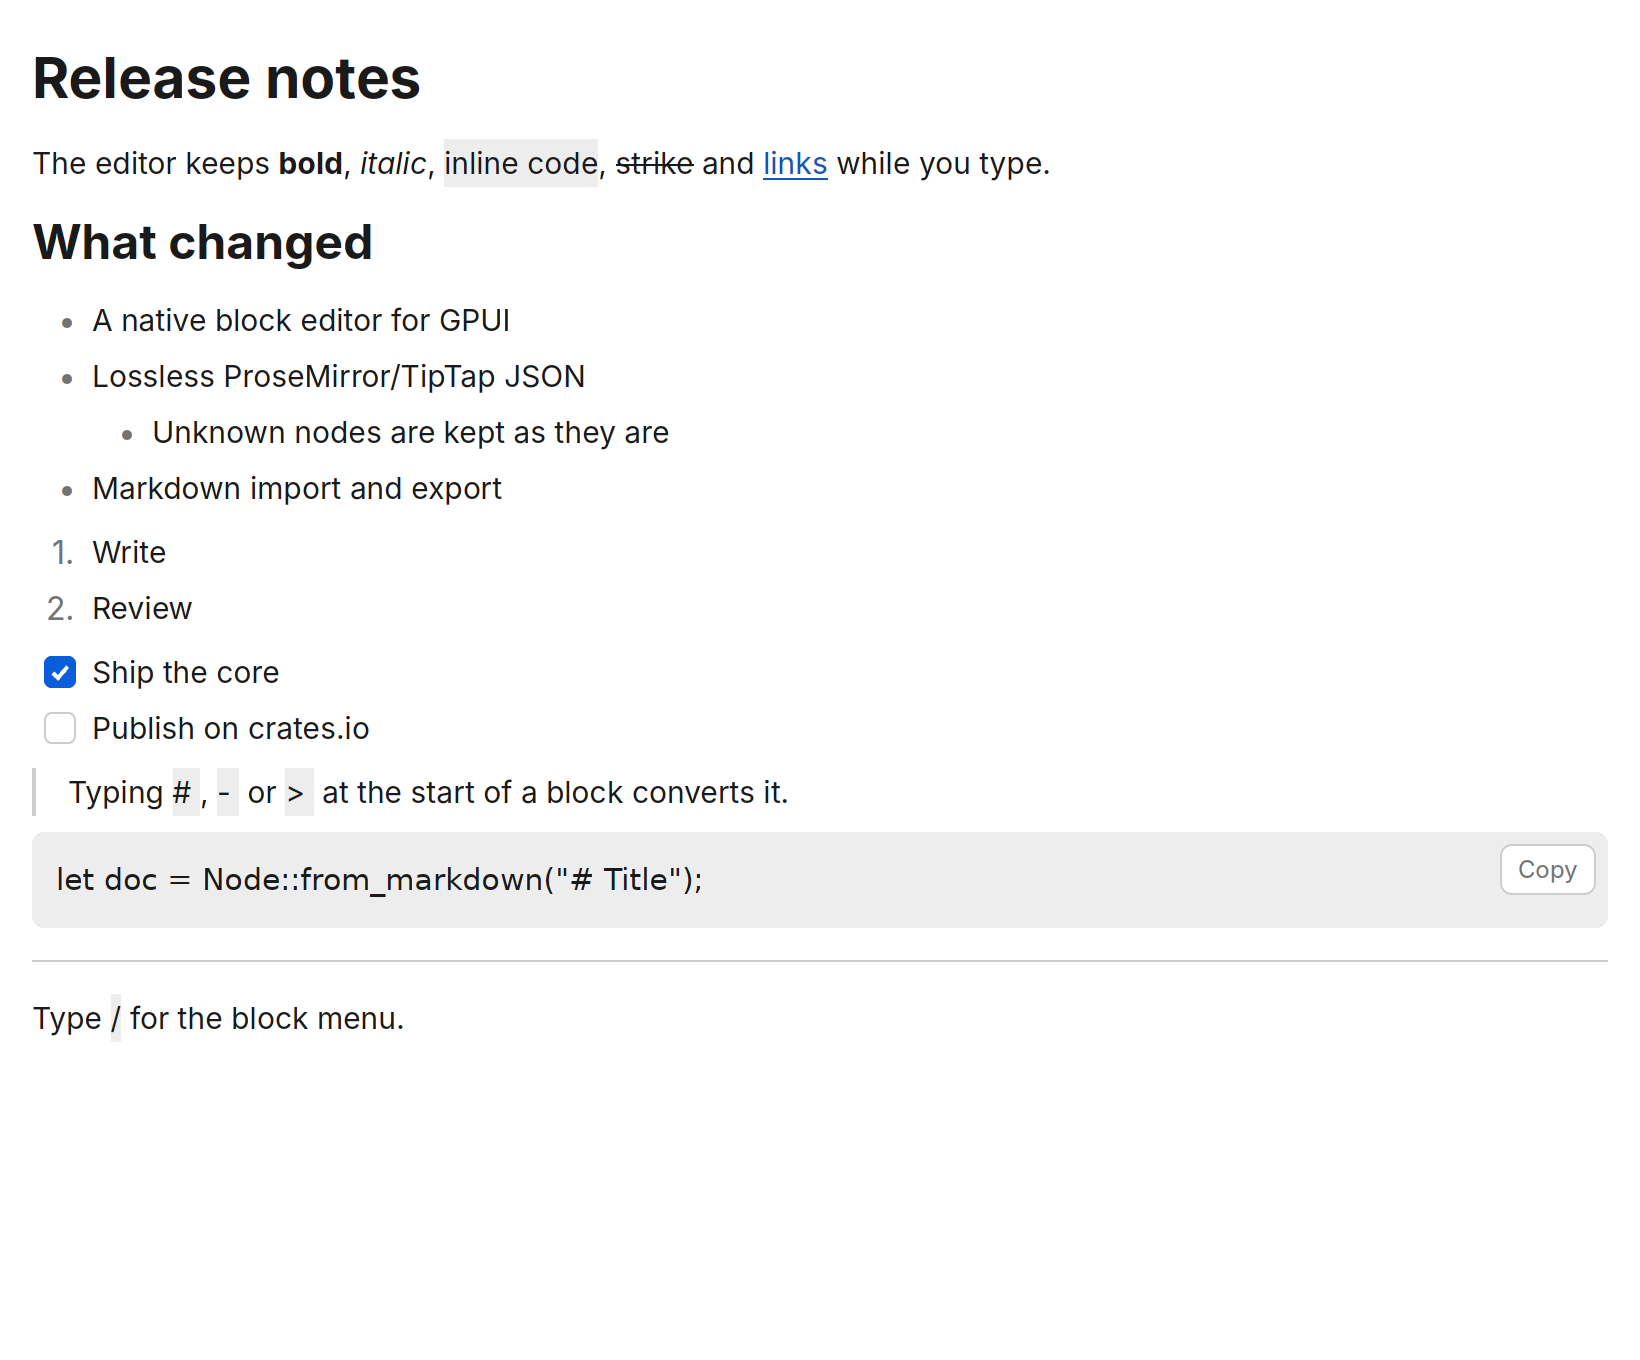 Release notes
The editor keeps bold, italic, inline code, strike and links while you type.
What changed
• A native block editor for GPUI
• Lossless ProseMirror/TipTap JSON
• Unknown nodes are kept as they are
• Markdown import and export
1. Write
2. Review
Ship the core
Publish on crates.io
Typing # , -  or >  at the start of a block converts it.
let doc = Node::from_markdown("# Title");
Copy
Type / for the block menu.